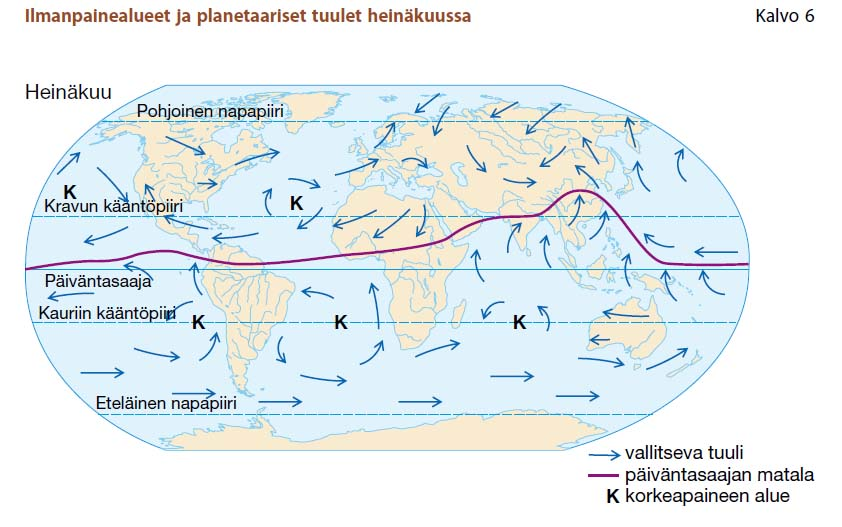 Ilmanpainealueet ja planetaariset tuulet heinäkuussa
Kalvo 6
Heinäkuu
Pohjoinen napapiiri
K
Kravun kääntöpiiri
K
Päiväntasaaja
Kauriin kääntöpiiri
K
K
K
Eteläinen napapiiri
vallitseva tuuli
päiväntasaajan matala
K korkeapaineen alue